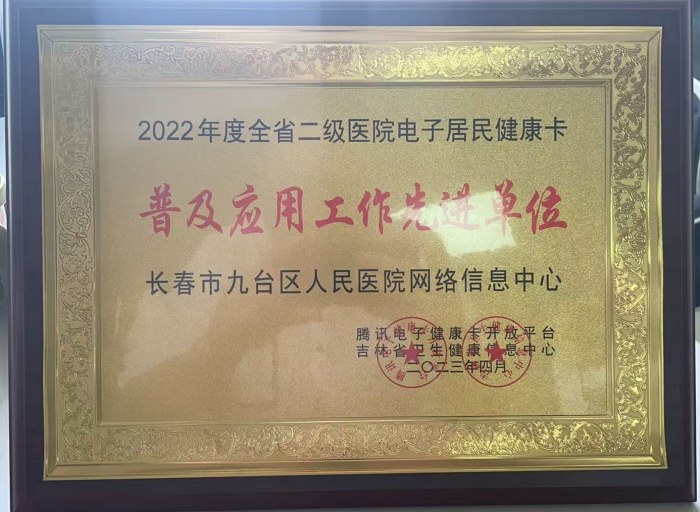 2022年度全省二级医院电子居民健康卡
普及应用工作先进单位
长春市九台区人民医院网络信息中心
腾讯电子健康卡开放平台
吉林省卫生健康信息中心
二〇二三年四月